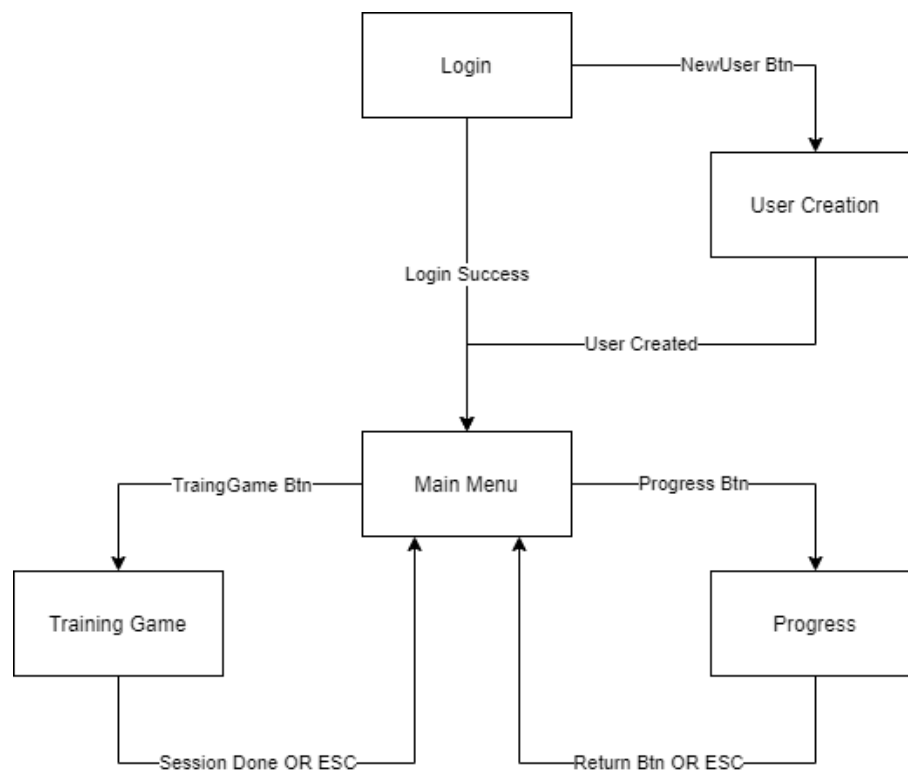 Login
NewUser Btn
User Creation
Login Success
User Created
TraingGame Btn
Main Menu
Progress Btn
Training Game
Progress
Session Done OR ESC
Return Btn OR ESC